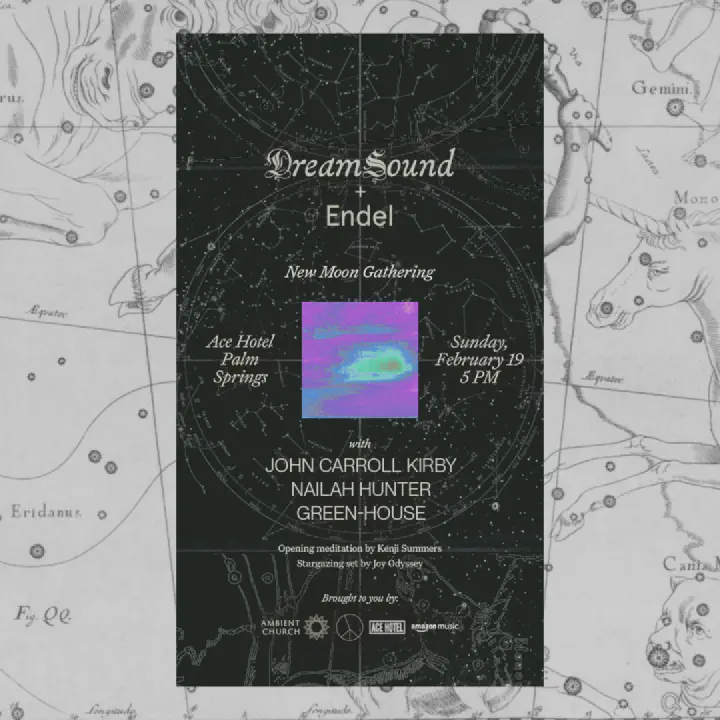 DreamSound
+
Endel
New Moon Gathering
Ace Hotel
Palm
Springs
Sunday,
February 19
5 PM
with
JOHN CARROLL KIRBY
NAILAH HUNTER
GREEN-HOUSE
Opening meditation by Kenji Summers
Stargazing set by Joy Odyssey
Brought to you by:
AMBIENT
CHURCH
ACE HOTEL
amazon music
Gemini.
Mono
Æquator
Æquator
Eridanus.
Fig. QQ.
Longitudo